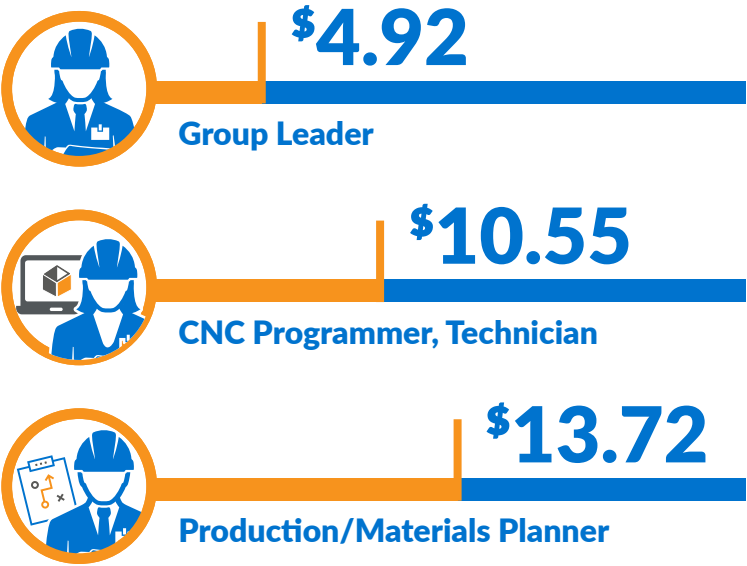 $4.92
Group Leader
$10.55
CNC Programmer, Technician
$13.72
Production/Materials Planner